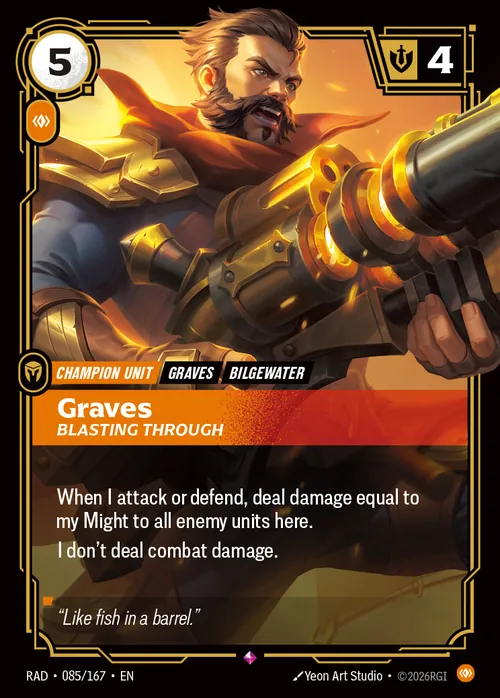 5
4
CHAMPION UNIT GRAVES BILGEWATER
Graves
BLASTING THROUGH
When I attack or defend, deal damage equal to
my Might to all enemy units here.
I don't deal combat damage.
“Like fish in a barrel.”
RAD • 085/167 • EN Yeon Art Studio • ©2026RGI